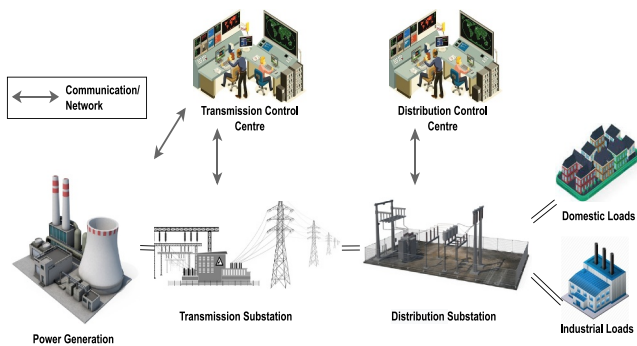 Communication/
Network
Transmission Control
Centre
Distribution Control
Centre
Domestic Loads
Power Generation
Transmission Substation
Distribution Substation
Industrial Loads